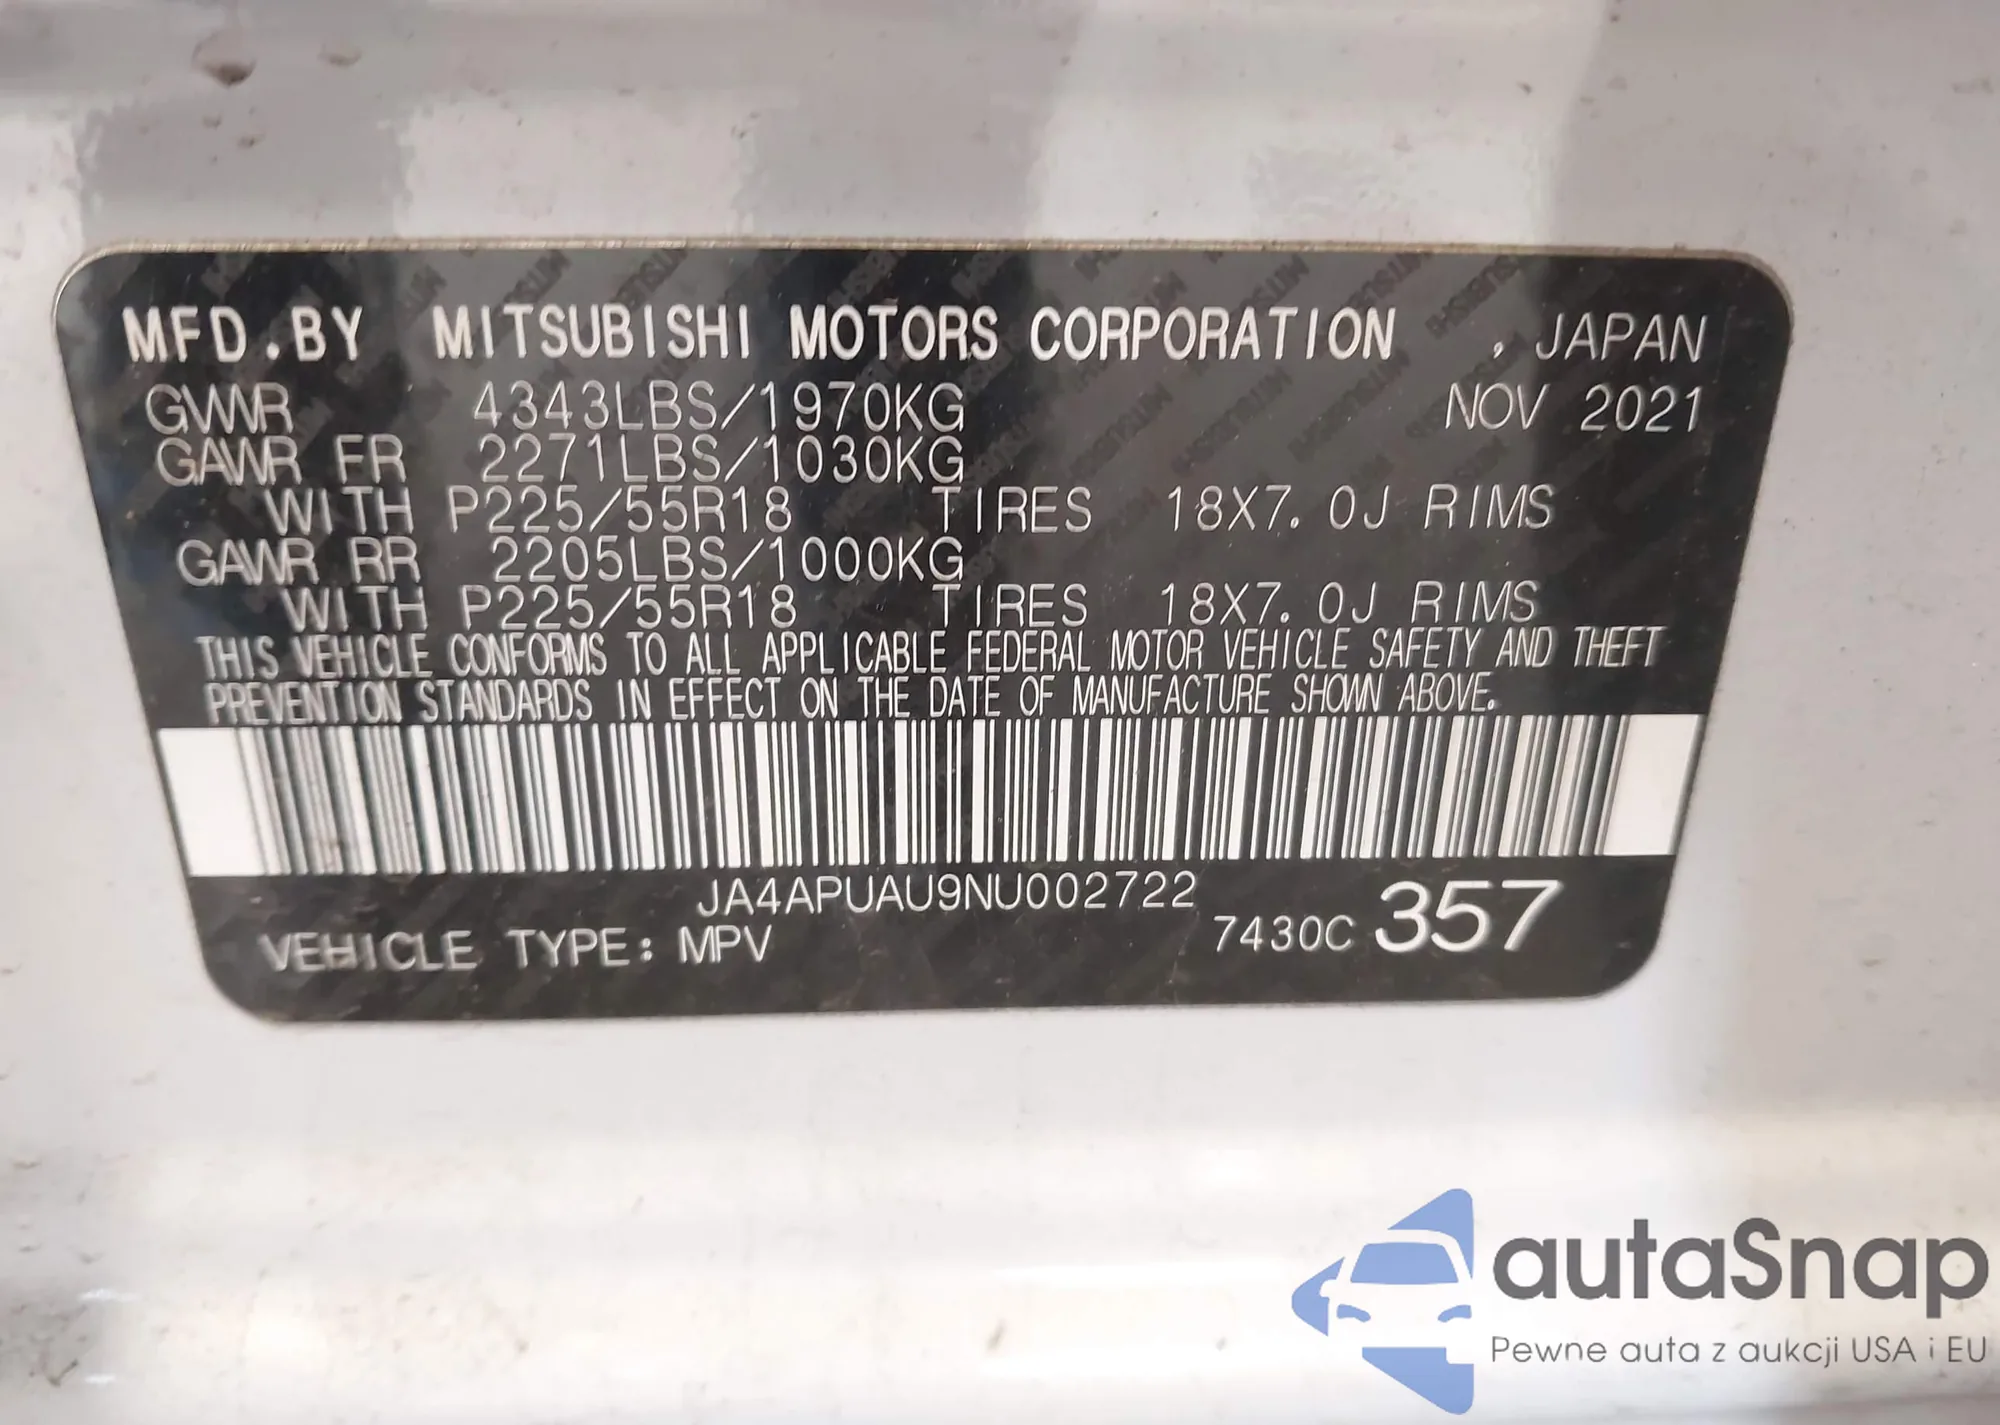 MFD.BY MITSUBISHI MOTORS CORPORATION , JAPAN
GVWR 4343LBS/1970KG NOV 2021
GAWR FR 2271LBS/1030KG
WITH P225/55R18 TIRES 18X7.0J RIMS
GAWR RR 2205LBS/1000KG
WITH P225/55R18 TIRES 18X7.0J RIMS
THIS VEHICLE CONFORMS TO ALL APPLICABLE FEDERAL MOTOR VEHICLE SAFETY AND THEFT
PREVENTION STANDARDS IN EFFECT ON THE DATE OF MANUFACTURE SHOWN ABOVE.
JA4APUAU9NU002722
VEHICLE TYPE: MPV 7430C 357
autaSnap
Pewne auta z aukcji USA i EU